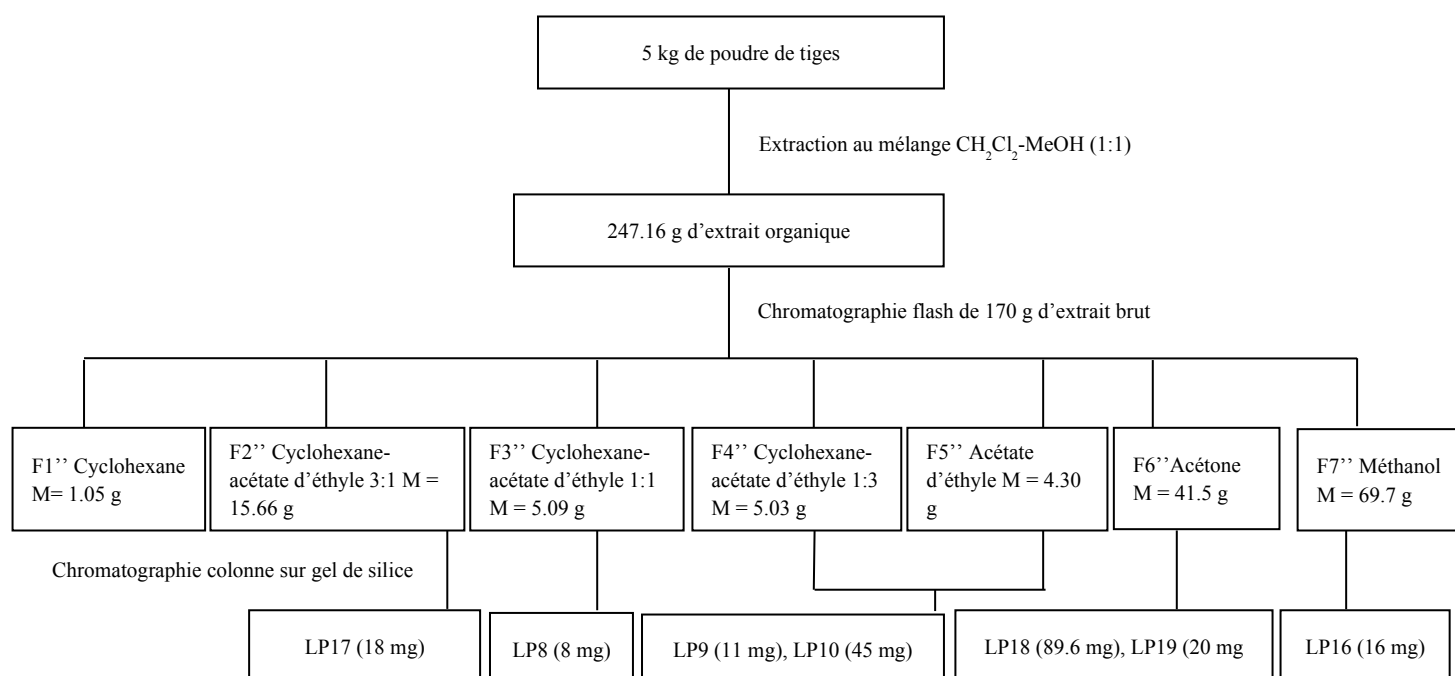 5 kg de poudre de tiges
Extraction au mélange CH₂Cl₂-MeOH (1:1)
247.16 g d’extrait organique
Chromatographie flash de 170 g d’extrait brut
F1’’ Cyclohexane
M= 1.05 g
F2’’ Cyclohexane-
acétate d’éthyle 3:1 M =
15.66 g
F3’’ Cyclohexane-
acétate d’éthyle 1:1
M = 5.09 g
F4’’ Cyclohexane-
acétate d’éthyle 1:3
M = 5.03 g
F5’’ Acétate
d’éthyle M = 4.30
g
F6’’Acétone
M = 41.5 g
F7’’ Méthanol
M = 69.7 g
Chromatographie colonne sur gel de silice
LP17 (18 mg)
LP8 (8 mg)
LP9 (11 mg), LP10 (45 mg)
LP18 (89.6 mg), LP19 (20 mg
LP16 (16 mg)